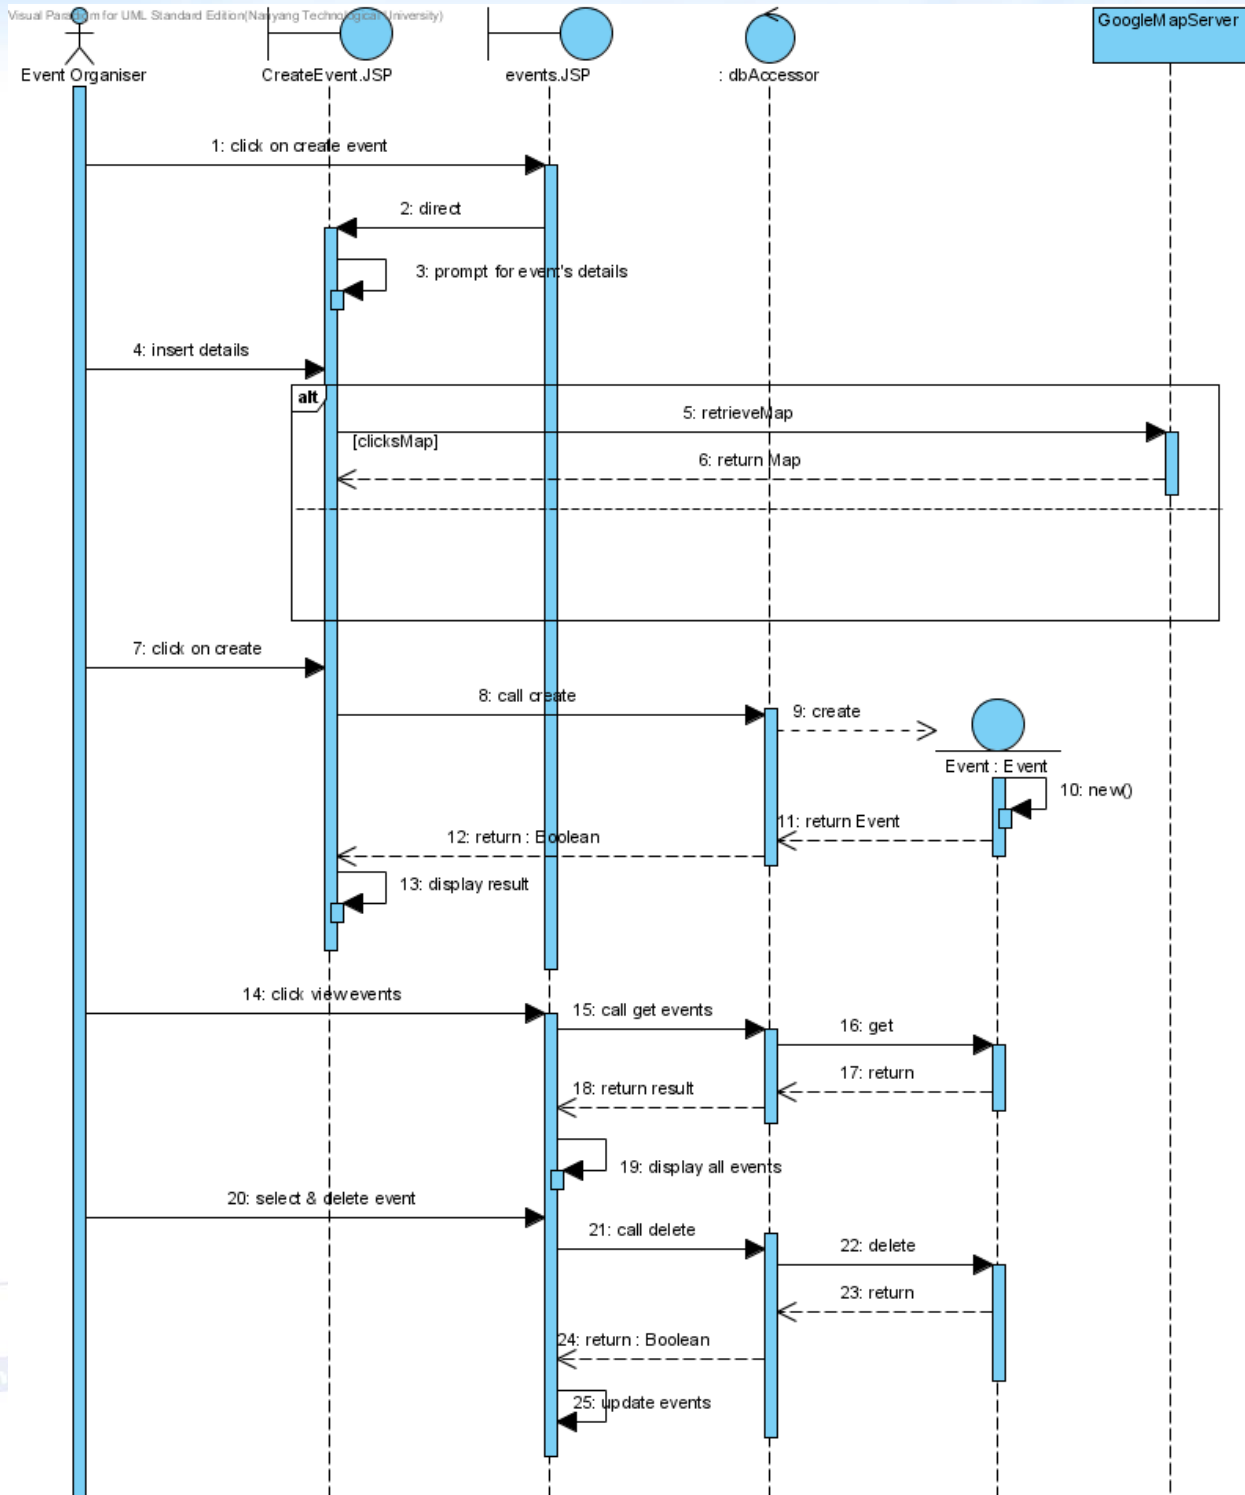 Visual Paradigm for UML Standard Edition(Nanyang Technological University)
Event Organiser
CreateEvent.JSP
events.JSP
: dbAccessor
GoogleMapServer
1: click on create event
2: direct
3: prompt for event's details
4: insert details
alt
5: retrieveMap
[clicksMap]
6: return Map
7: click on create
8: call create
9: create
Event : Event
10: new()
11: return Event
12: return : Boolean
13: display result
14: click view events
15: call get events
16: get
17: return
18: return result
19: display all events
20: select & delete event
21: call delete
22: delete
23: return
24: return : Boolean
25: update events